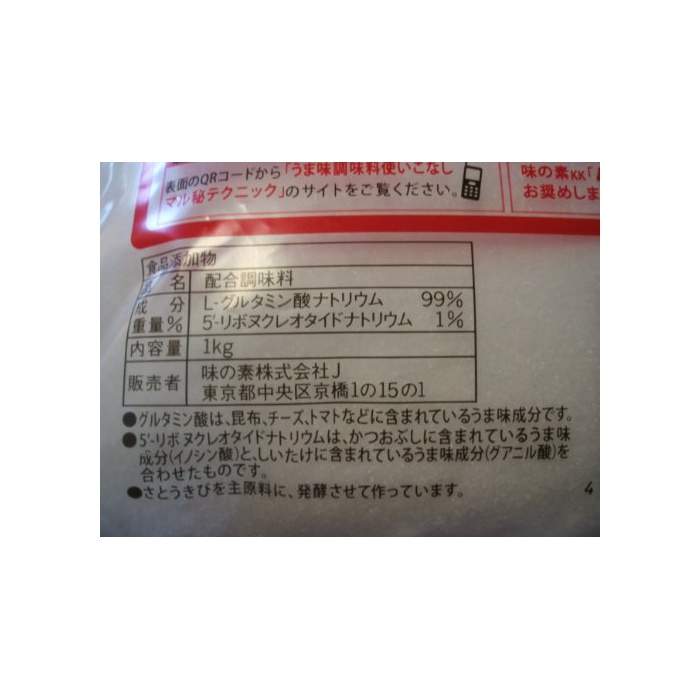 表面のQRコードから「うま味調味料使いこなし
マル秘テクニック」のサイトをご覧ください。
味の素KK「
お奨めしま
食品添加物
名 配合調味料
成分 L-グルタミン酸ナトリウム 99%
重量% 5'-リボヌクレオタイドナトリウム 1%
内容量 1kg
販売者 味の素株式会社J
東京都中央区京橋1の15の1
●グルタミン酸は、昆布、チーズ、トマトなどに含まれているうま味成分です。
●5'-リボヌクレオタイドナトリウムは、かつおぶしに含まれているうま味
成分(イノシン酸)と、しいたけに含まれているうま味成分(グアニル酸)を
合わせたものです。
●さとうきびを主原料に、発酵させて作っています。
4